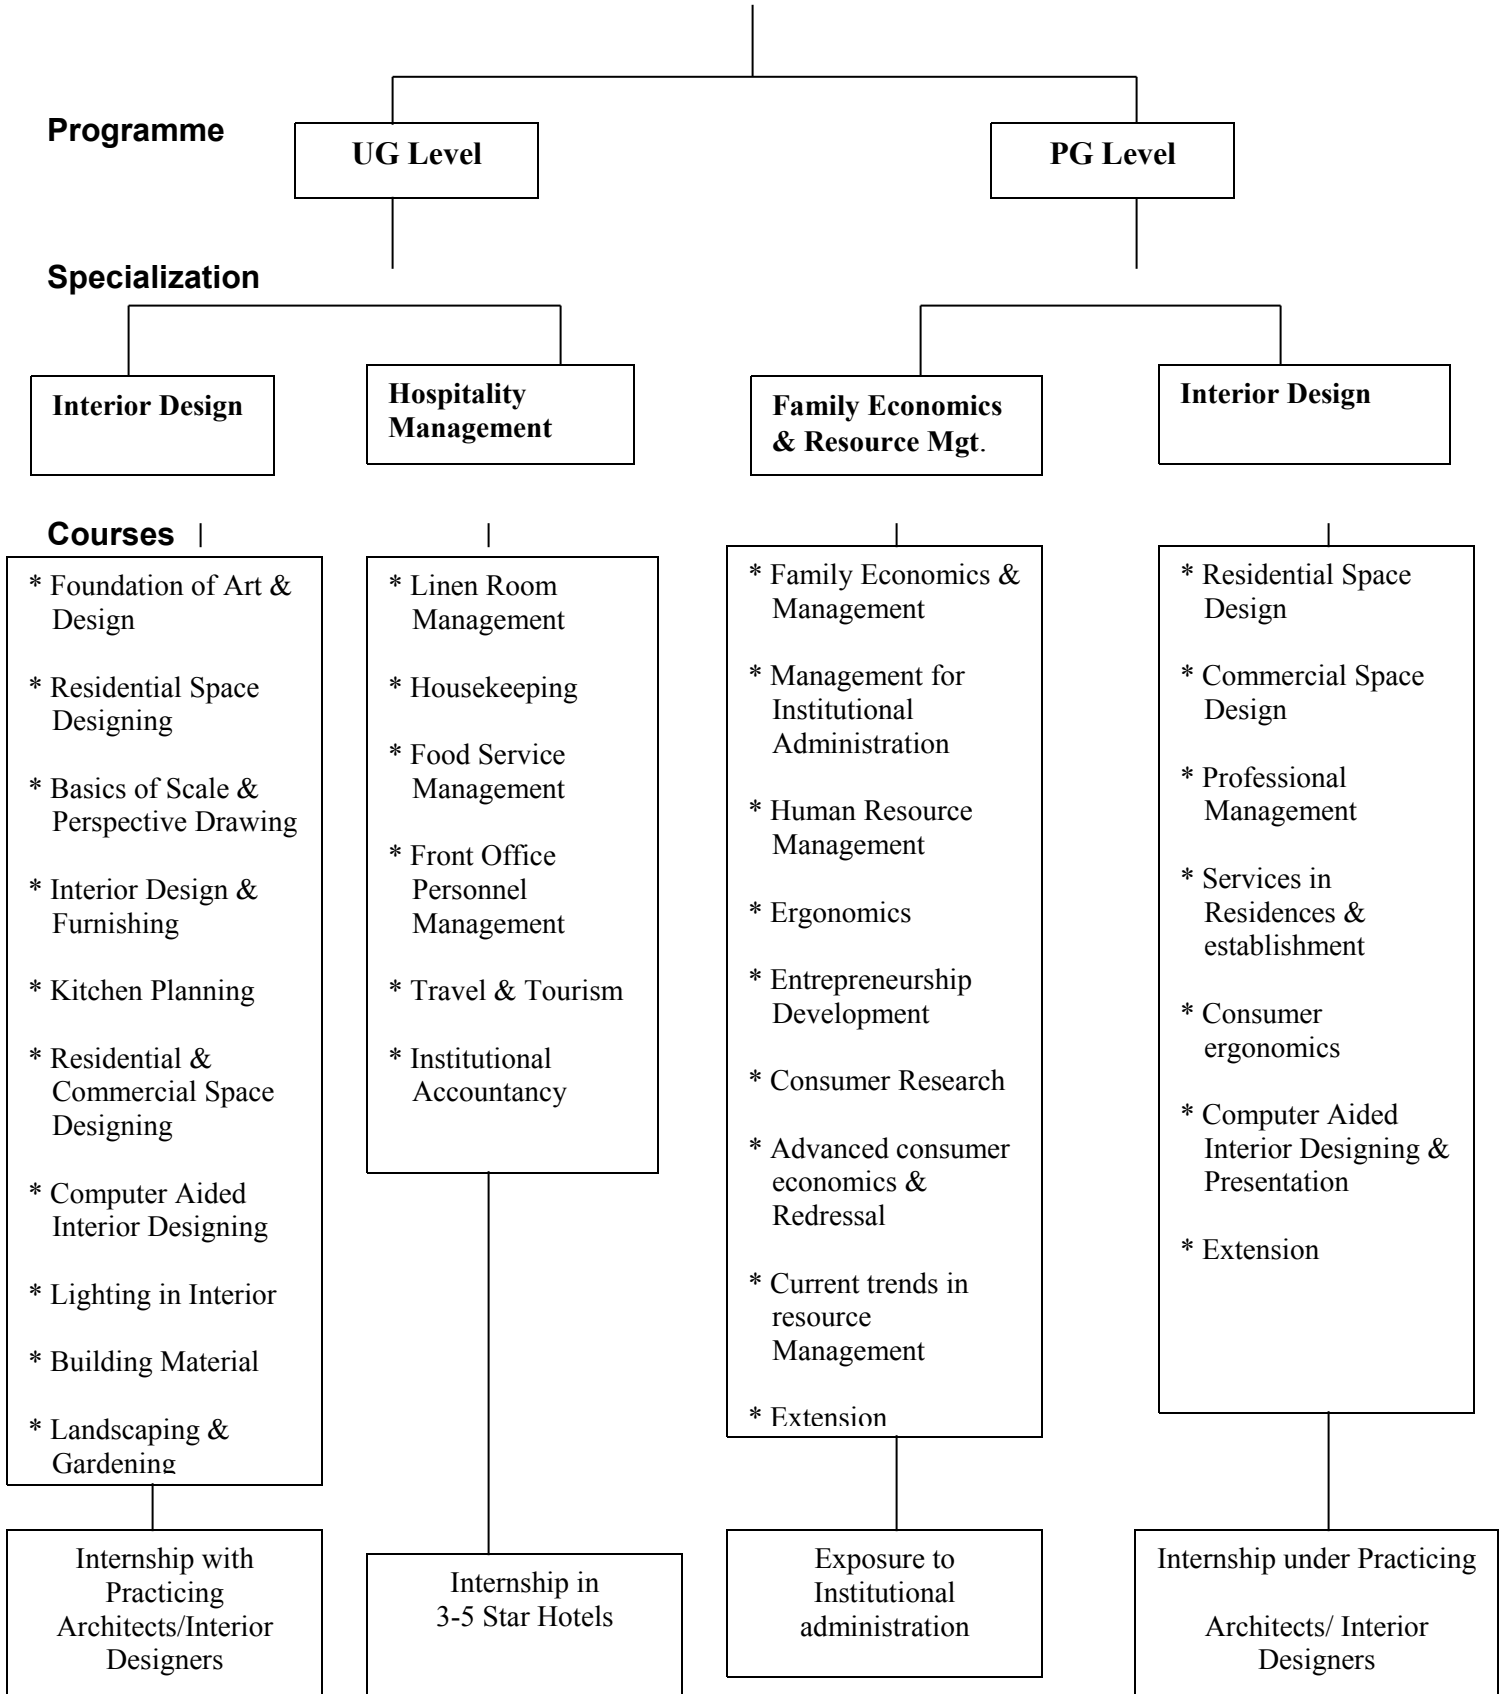 Programme
UG Level
PG Level
Specialization
Interior Design
Hospitality
Management
Family Economics
& Resource Mgt.
Interior Design
Courses
* Foundation of Art &
Design
* Residential Space
Designing
* Basics of Scale &
Perspective Drawing
* Interior Design &
Furnishing
* Kitchen Planning
* Residential &
Commercial Space
Designing
* Computer Aided
Interior Designing
* Lighting in Interior
* Building Material
* Landscaping &
Gardening
* Linen Room
Management
* Housekeeping
* Food Service
Management
* Front Office
Personnel
Management
* Travel & Tourism
* Institutional
Accountancy
* Family Economics &
Management
* Management for
Institutional
Administration
* Human Resource
Management
* Ergonomics
* Entrepreneurship
Development
* Consumer Research
* Advanced consumer
economics &
Redressal
* Current trends in
resource
Management
* Extension
* Residential Space
Design
* Commercial Space
Design
* Professional
Management
* Services in
Residences &
establishment
* Consumer
ergonomics
* Computer Aided
Interior Designing &
Presentation
* Extension
Internship with
Practicing
Architects/Interior
Designers
Internship in
3-5 Star Hotels
Exposure to
Institutional
administration
Internship under Practicing
Architects/ Interior
Designers